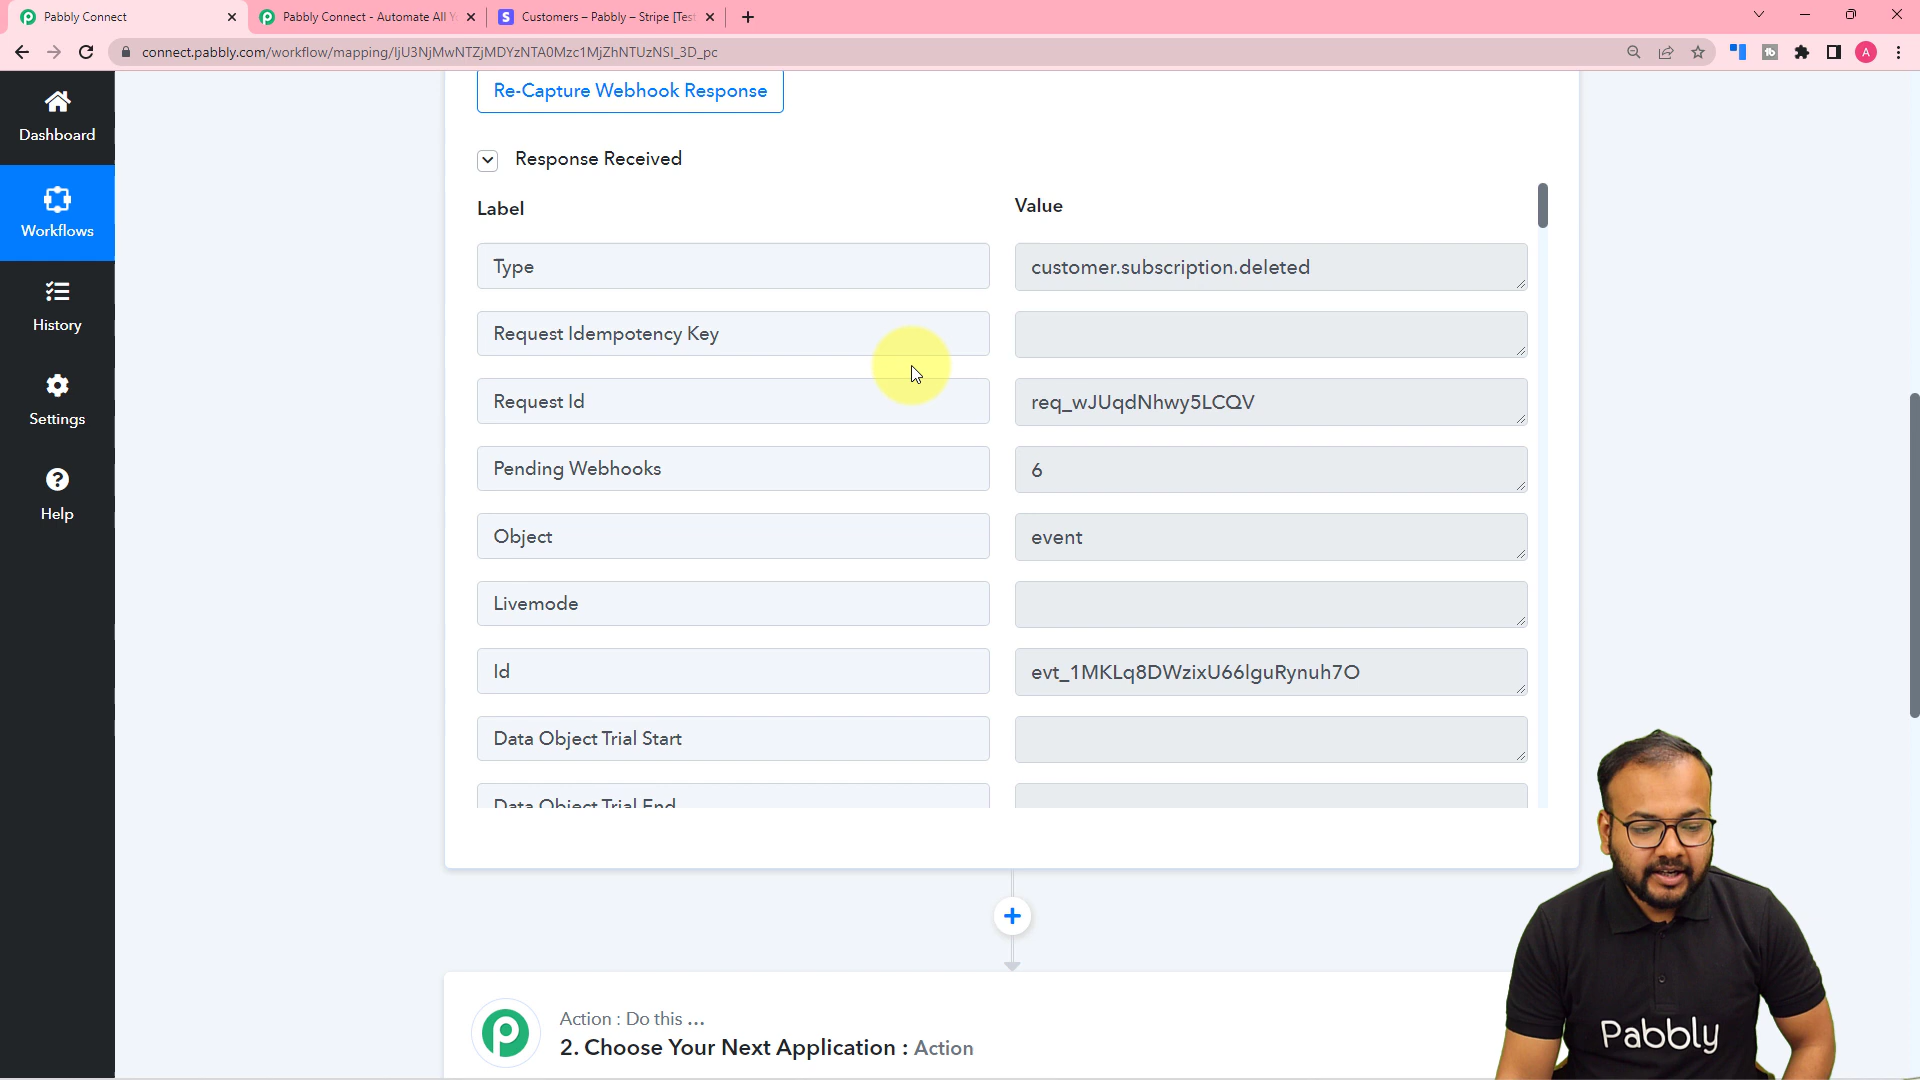 Pabbly Connect
Pabbly Connect - Automate All Y
Customers – Pabbly – Stripe [Test
connect.pabbly.com/workflow/mapping/IjU3NjMwNTZjMDYzNTA0Mzc1MjZhNTUzNSI_3D_pc
A
Dashboard
Workflows
History
Settings
Help
Re-Capture Webhook Response
Response Received
Label
Value
Type
customer.subscription.deleted
Request Idempotency Key
Request Id
req_wJUqdNhwy5LCQV
Pending Webhooks
6
Object
event
Livemode
Id
evt_1MKLq8DWzixU66lguRynuh7O
Data Object Trial Start
Data Object Trial End
Action : Do this ...
2. Choose Your Next Application : Action
Pabbly